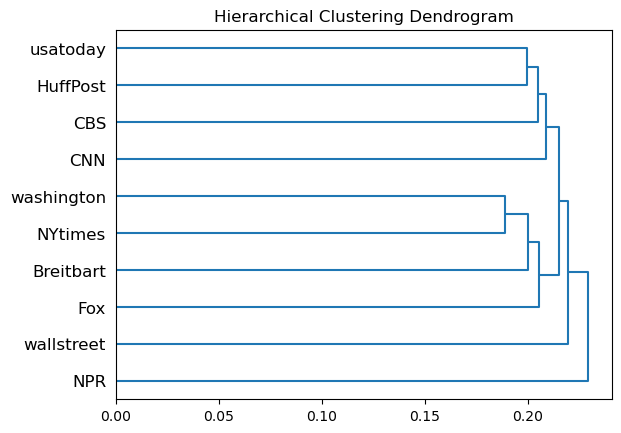 Hierarchical Clustering Dendrogram
usatoday
HuffPost
CBS
CNN
washington
NYtimes
Breitbart
Fox
wallstreet
NPR
0.00 0.05 0.10 0.15 0.20